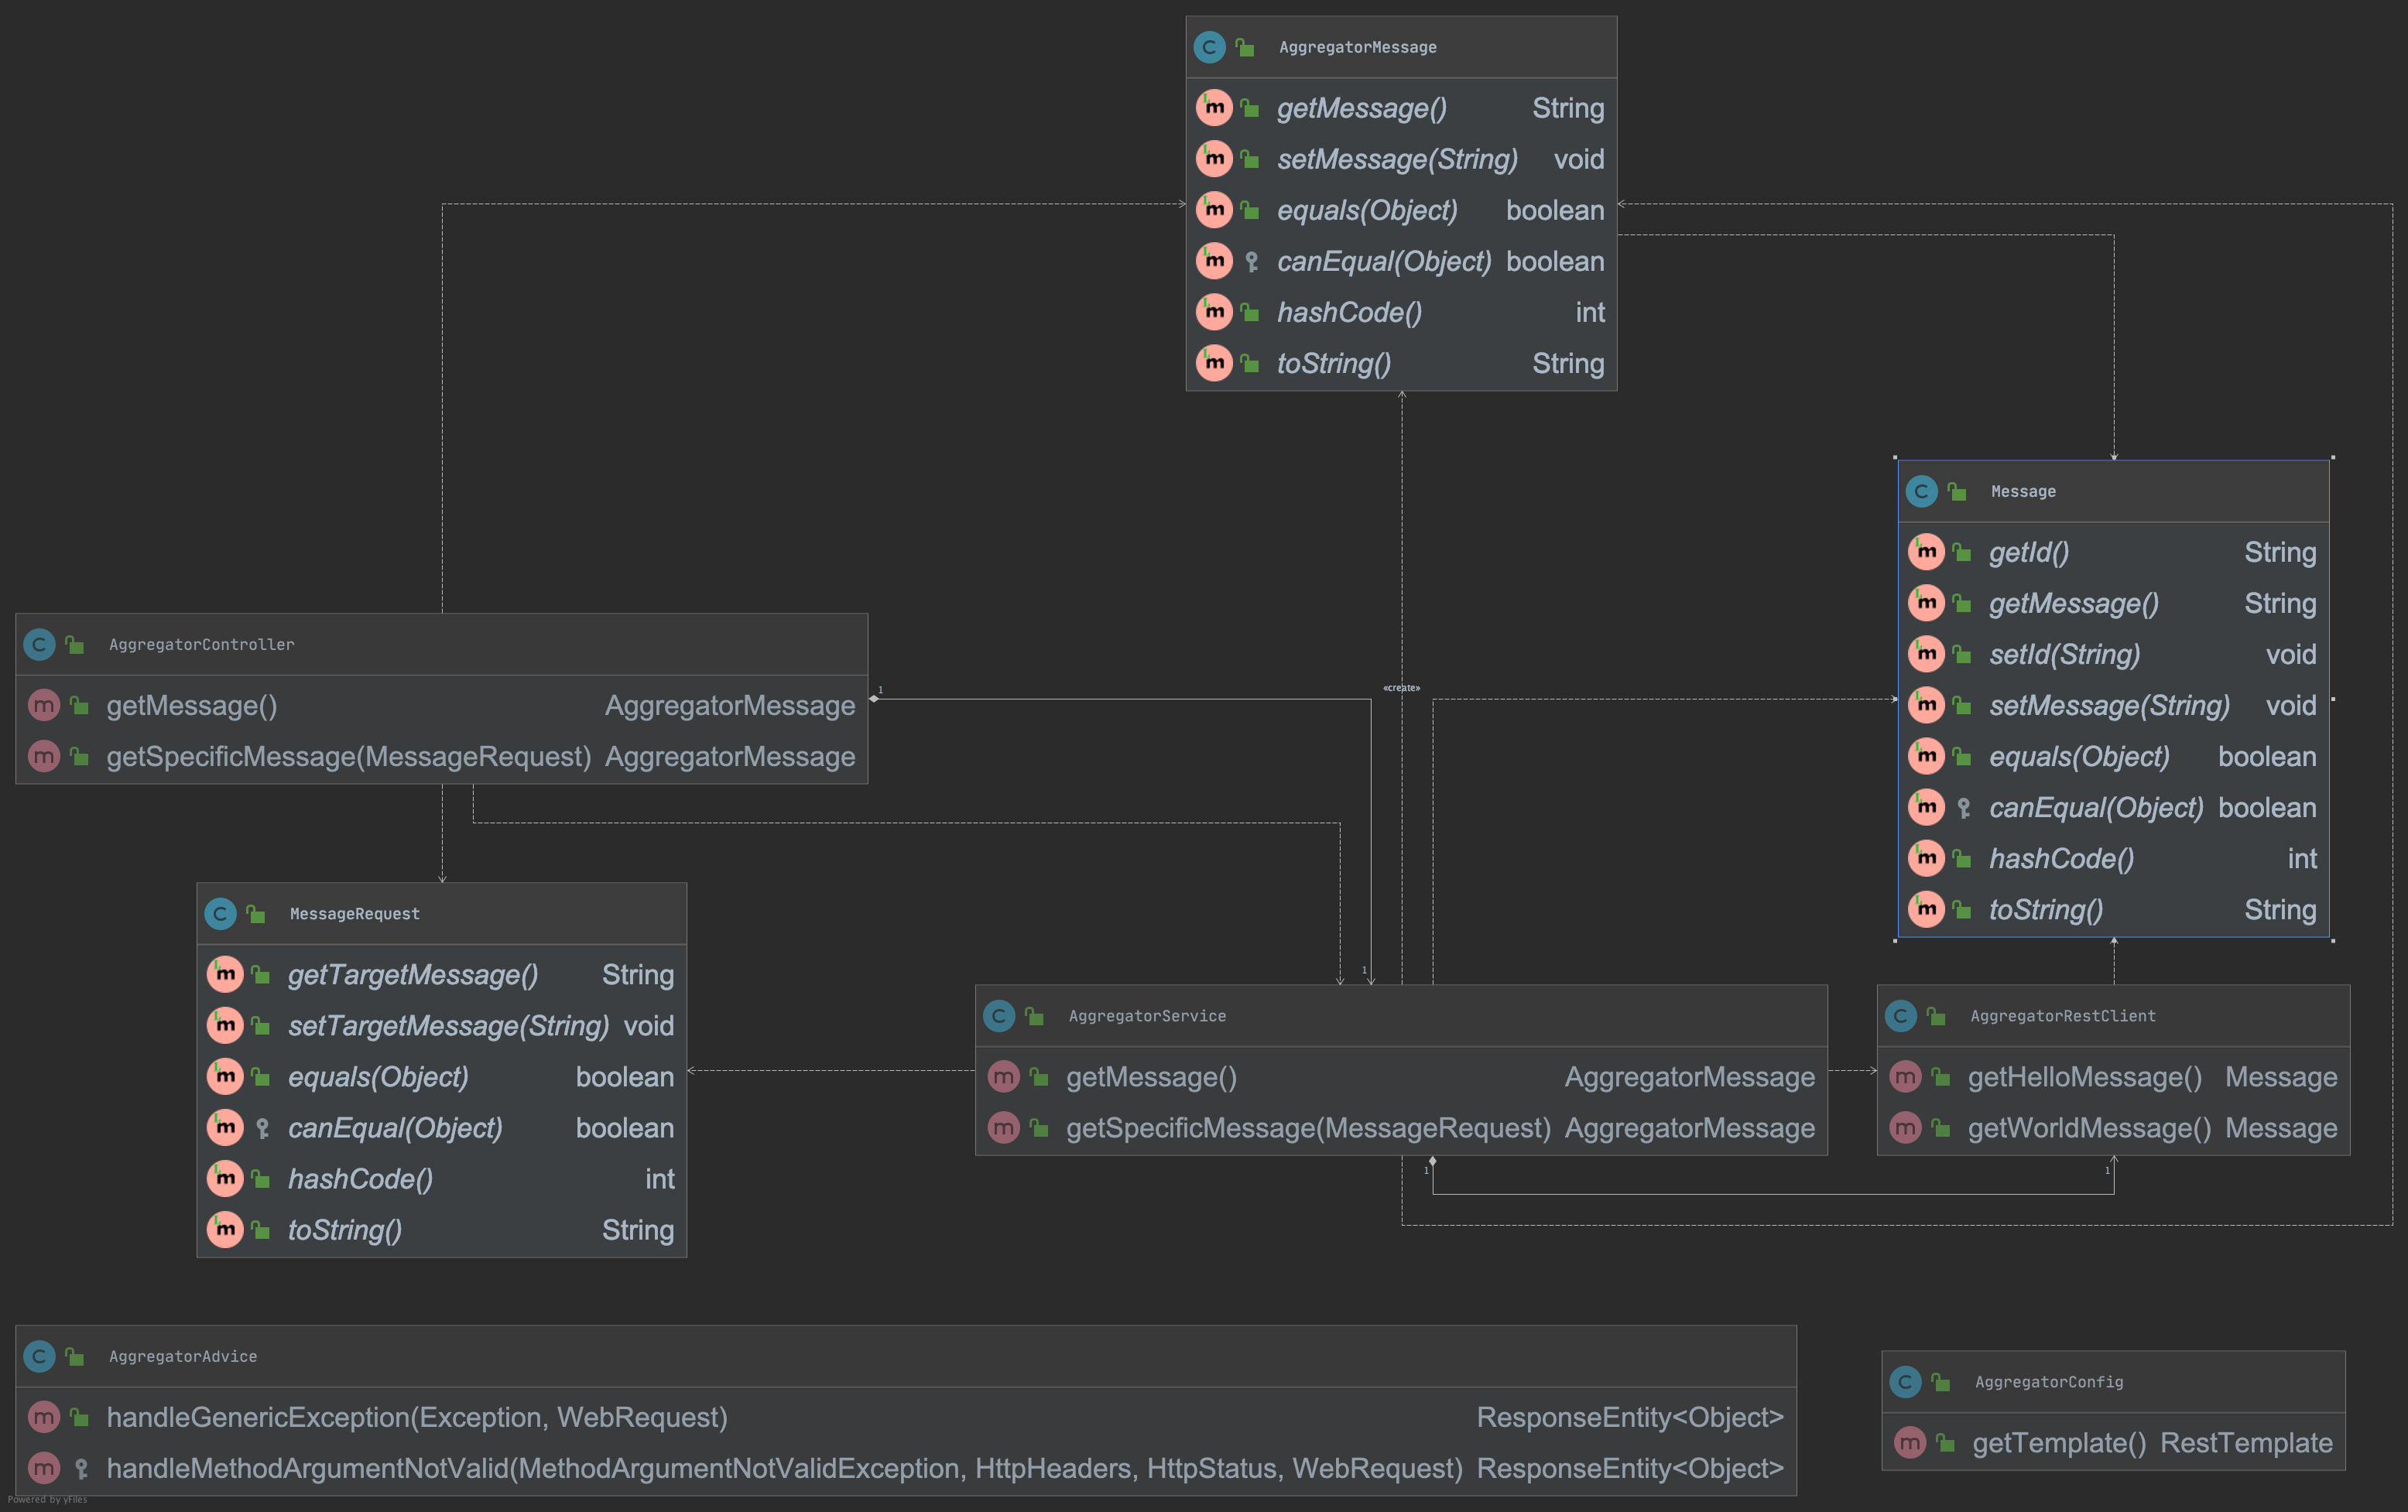 AggregatorMessage
getMessage() String
setMessage(String) void
equals(Object) boolean
canEqual(Object) boolean
hashCode() int
toString() String
Message
getId() String
getMessage() String
setId(String) void
setMessage(String) void
equals(Object) boolean
canEqual(Object) boolean
hashCode() int
toString() String
AggregatorController
getMessage() AggregatorMessage
getSpecificMessage(MessageRequest) AggregatorMessage
1
«create»
MessageRequest
getTargetMessage() String
setTargetMessage(String) void
equals(Object) boolean
canEqual(Object) boolean
hashCode() int
toString() String
1
AggregatorService
getMessage() AggregatorMessage
getSpecificMessage(MessageRequest) AggregatorMessage
1
AggregatorRestClient
getHelloMessage() Message
getWorldMessage() Message
1
AggregatorAdvice
handleGenericException(Exception, WebRequest) ResponseEntity<Object>
handleMethodArgumentNotValid(MethodArgumentNotValidException, HttpHeaders, HttpStatus, WebRequest) ResponseEntity<Object>
AggregatorConfig
getTemplate() RestTemplate
Powered by yFiles